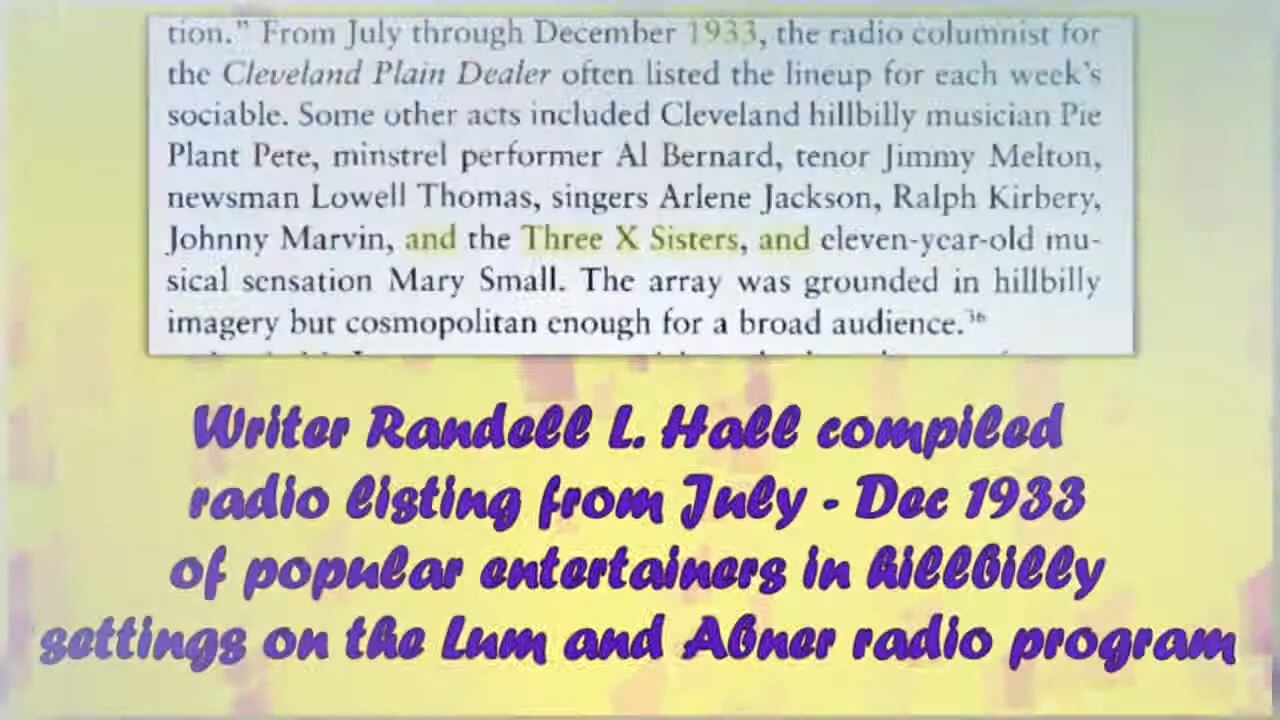 tion." From July through December 1933, the radio columnist for
the Cleveland Plain Dealer often listed the lineup for each week's
sociable. Some other acts included Cleveland hillbilly musician Pie
Plant Pete, minstrel performer Al Bernard, tenor Jimmy Melton,
newsman Lowell Thomas, singers Arlene Jackson, Ralph Kirbery,
Johnny Marvin, and the Three X Sisters, and eleven-year-old mu-
sical sensation Mary Small. The array was grounded in hillbilly
imagery but cosmopolitan enough for a broad audience.36
Writer Randell L. Hall compiled
radio listing from July - Dec 1933
of popular entertainers in hillbilly
settings on the Lum and Abner radio program